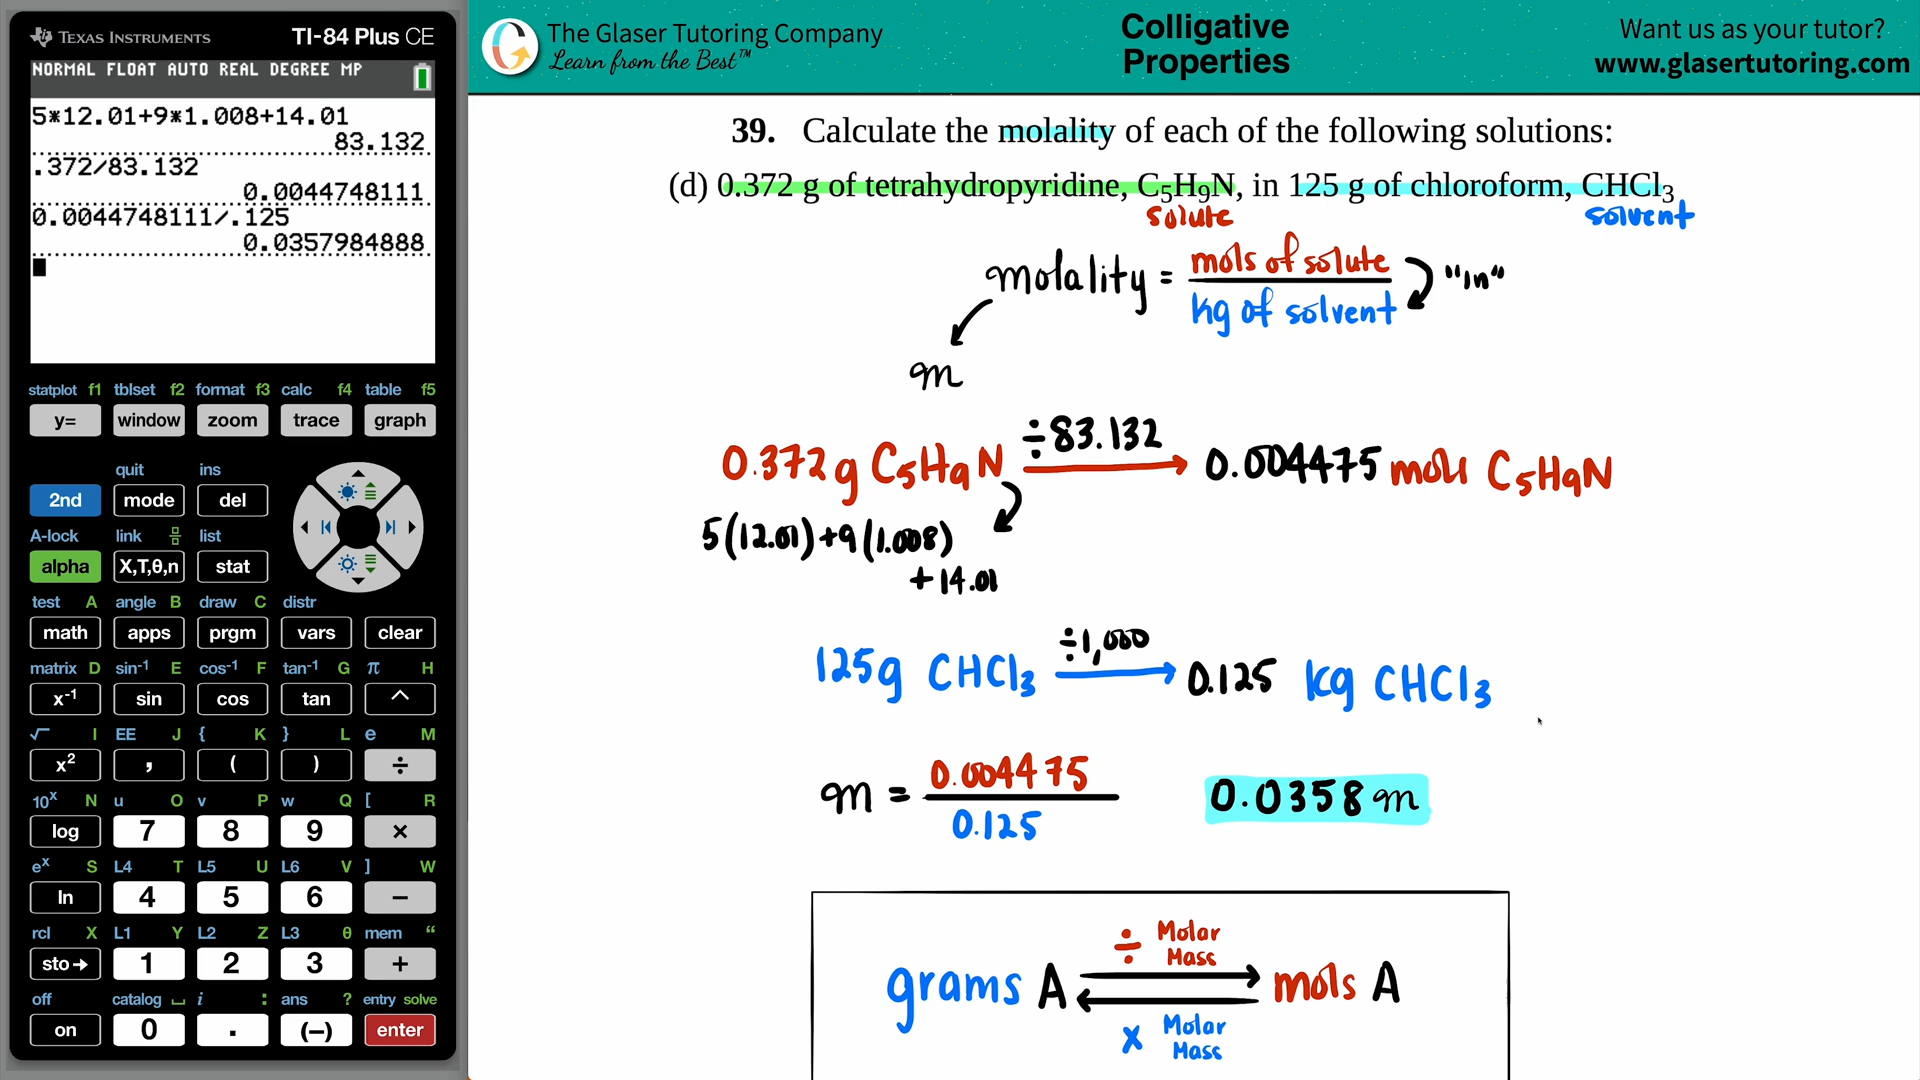 TEXAS INSTRUMENTS TI-84 Plus CE
NORMAL FLOAT AUTO REAL DEGREE MP
5*12.01+9*1.008+14.01
83.132
.372/83.132
0.0044748111
0.0044748111/.125
0.0357984888
statplot f1 tblset f2 format f3 calc f4 table f5
y= window zoom trace graph
quit ins
2nd mode del
A-lock link list
alpha X,T,θ,n stat
test A angle B draw C distr
math apps prgm vars clear
matrix D sin⁻¹ E cos⁻¹ F tan⁻¹ G π H
x⁻¹ sin cos tan ^
√ I EE J { K } L e M
x² , ( ) ÷
10ˣ N u O v P w Q [ R
log 7 8 9 ×
eˣ S L4 T L5 U L6 V ] W
ln 4 5 6 −
rcl X L1 Y L2 Z L3 θ mem “
sto→ 1 2 3 +
off catalog ⎵ i : ans ? entry solve
on 0 . (−) enter
The Glaser Tutoring Company
Learn from the Best™
Colligative
Properties
Want us as your tutor?
www.glasertutoring.com
39. Calculate the molality of each of the following solutions:
(d) 0.372 g of tetrahydropyridine, C₅H₉N, in 125 g of chloroform, CHCl₃
solute solvent
molality = mols of solute "in"
kg of solvent
m
0.372g C₅H₉N ÷83.132 → 0.004475 mols C₅H₉N
5(12.01)+9(1.008)
+14.01
125g CHCl₃ ÷1,000 → 0.125 kg CHCl₃
m = 0.004475 0.0358 m
0.125
÷ Molar
Mass
grams A mols A
x Molar
Mass